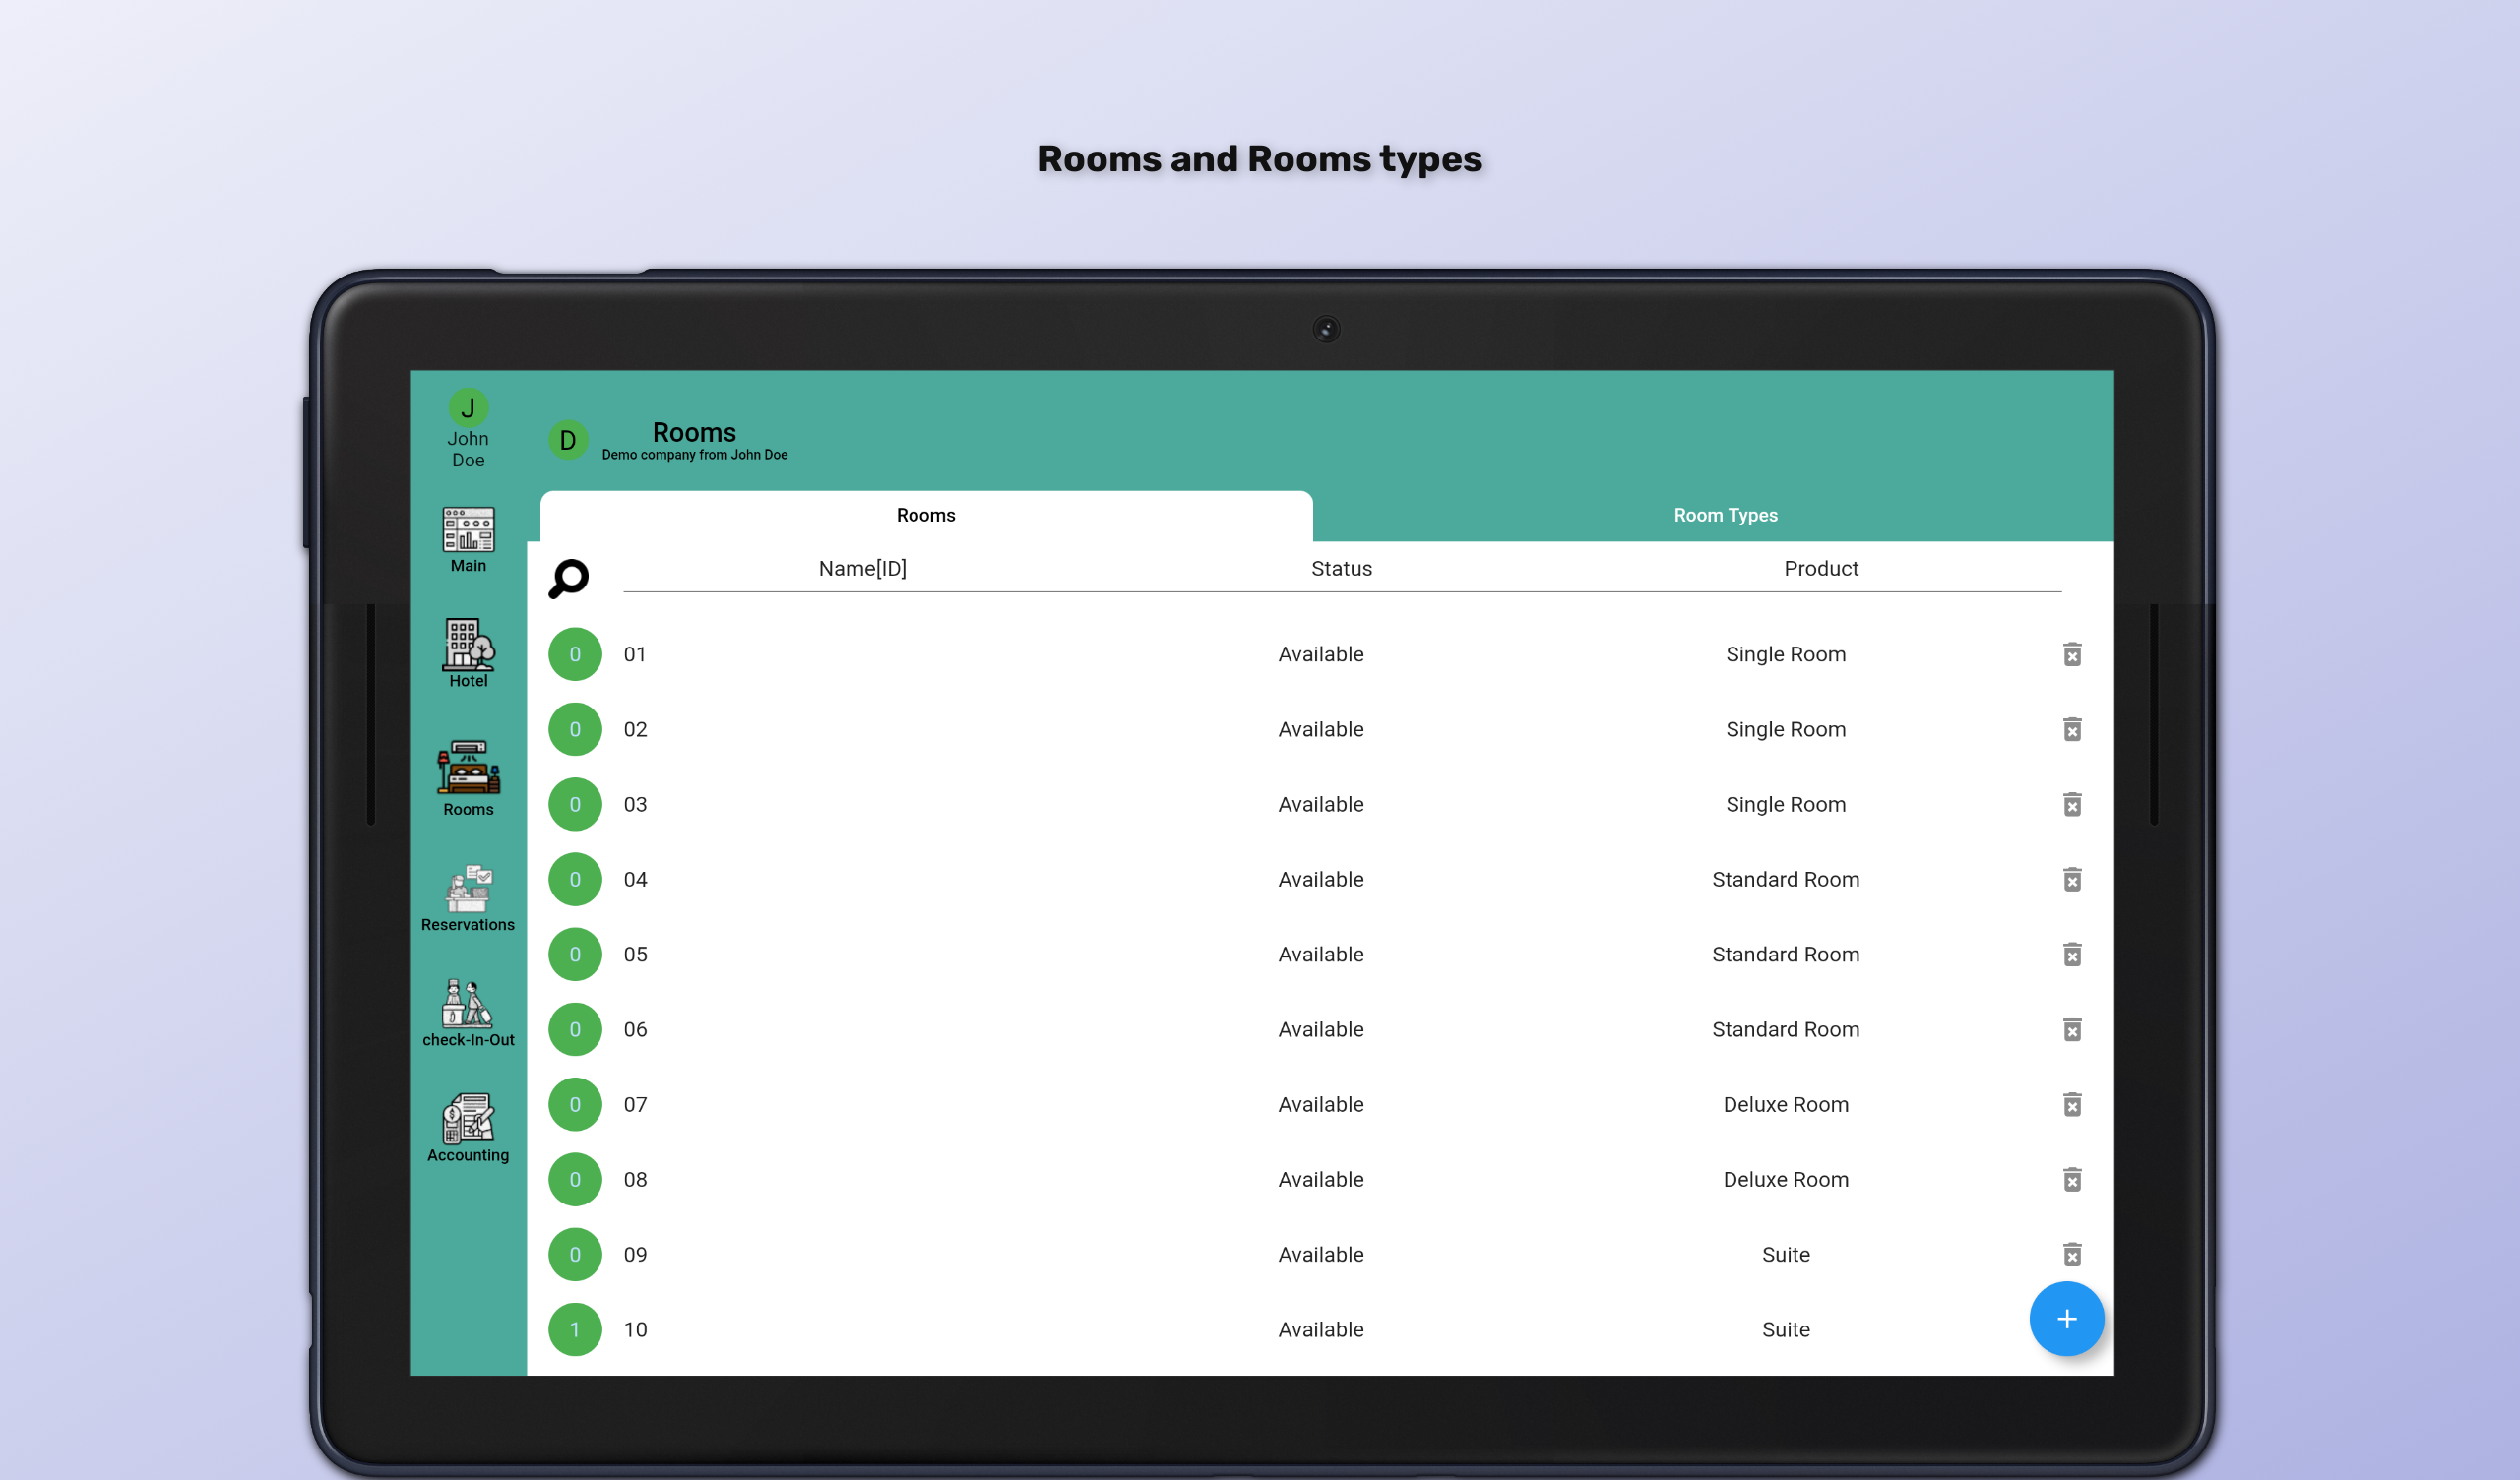 Rooms and Rooms types
J
John
Doe
D
Rooms
Demo company from John Doe
Main
Hotel
Rooms
Reservations
check-In-Out
Accounting
Rooms
Room Types
Name[ID]
Status
Product
0 01 Available Single Room
0 02 Available Single Room
0 03 Available Single Room
0 04 Available Standard Room
0 05 Available Standard Room
0 06 Available Standard Room
0 07 Available Deluxe Room
0 08 Available Deluxe Room
0 09 Available Suite
1 10 Available Suite
+